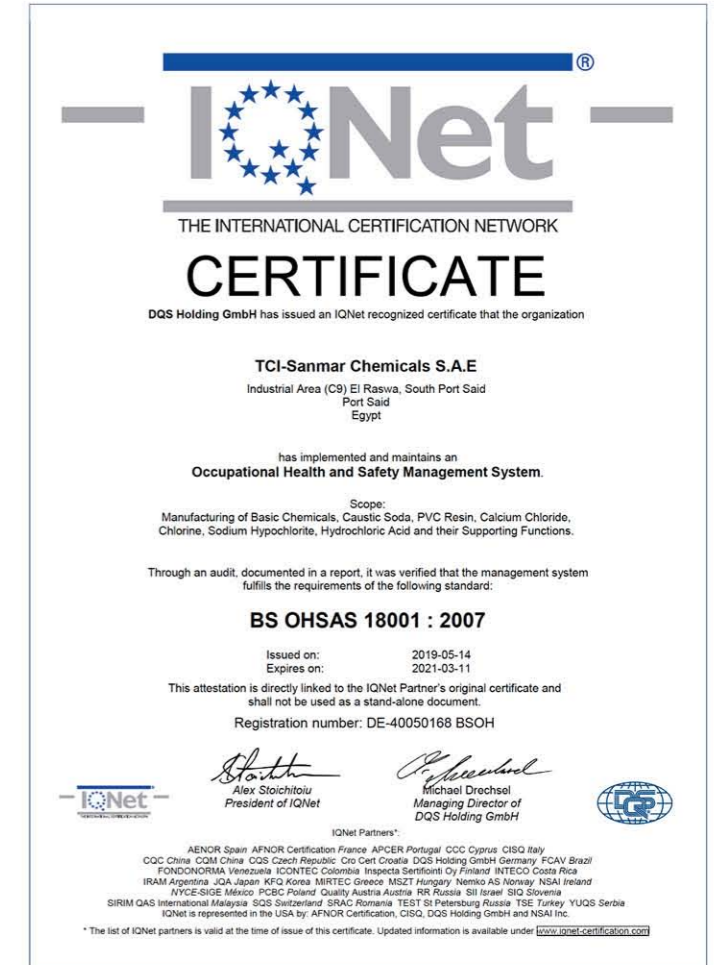 IQNet ®
THE INTERNATIONAL CERTIFICATION NETWORK
CERTIFICATE
DQS Holding GmbH has issued an IQNet recognized certificate that the organization
TCI-Sanmar Chemicals S.A.E
Industrial Area (C9) El Raswa, South Port Said
Port Said
Egypt
has implemented and maintains an
Occupational Health and Safety Management System.
Scope:
Manufacturing of Basic Chemicals, Caustic Soda, PVC Resin, Calcium Chloride,
Chlorine, Sodium Hypochlorite, Hydrochloric Acid and their Supporting Functions.
Through an audit, documented in a report, it was verified that the management system
fulfills the requirements of the following standard:
BS OHSAS 18001 : 2007
Issued on: 2019-05-14
Expires on: 2021-03-11
This attestation is directly linked to the IQNet Partner's original certificate and
shall not be used as a stand-alone document.
Registration number: DE-40050168 BSOH
Alex Stoichitoiu
President of IQNet
Michael Drechsel
Managing Director of
DQS Holding GmbH
IQNet
DQS
IQNet Partners*:
AENOR Spain AFNOR Certification France APCER Portugal CCC Cyprus CISQ Italy
CQC China CQM China CQS Czech Republic Cro Cert Croatia DQS Holding GmbH Germany FCAV Brazil
FONDONORMA Venezuela ICONTEC Colombia Inspecta Sertifiointi Oy Finland INTECO Costa Rica
IRAM Argentina JQA Japan KFQ Korea MIRTEC Greece MSZT Hungary Nemko AS Norway NSAI Ireland
NYCE-SIGE México PCBC Poland Quality Austria Austria RR Russia SII Israel SIQ Slovenia
SIRIM QAS International Malaysia SQS Switzerland SRAC Romania TEST St Petersburg Russia TSE Turkey YUQS Serbia
IQNet is represented in the USA by: AFNOR Certification, CISQ, DQS Holding GmbH and NSAI Inc.
* The list of IQNet partners is valid at the time of issue of this certificate. Updated information is available under www.iqnet-certification.com